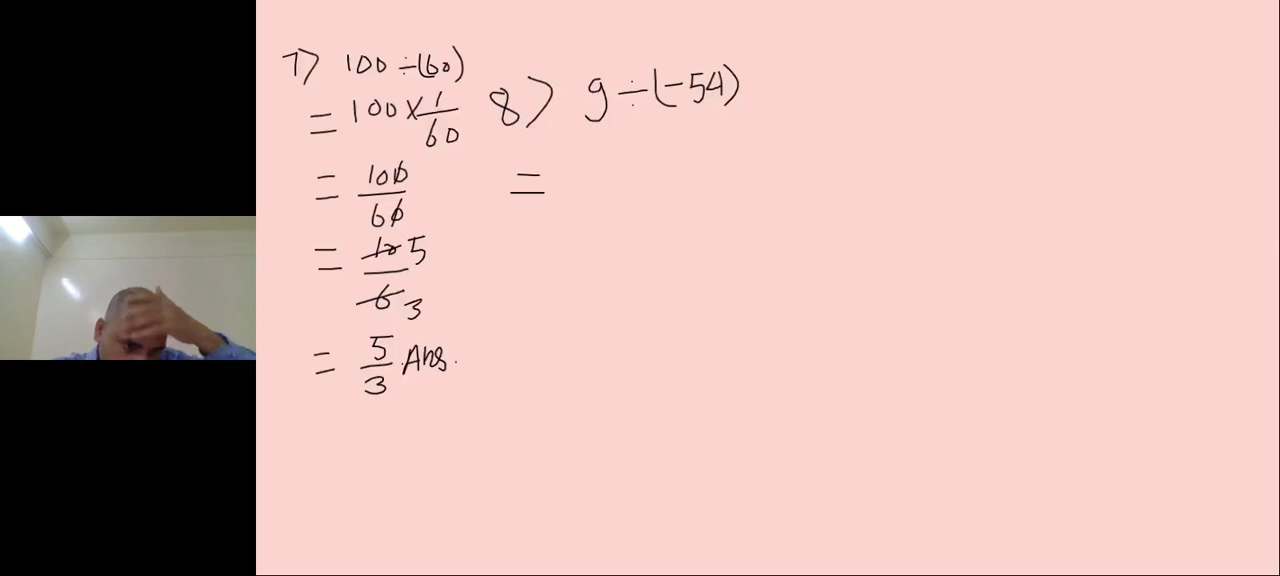 7) 100 ÷ (60)
= 100 × 1/60
= 100/60
= 10/6 5/3
= 5/3 Ans.
8) 9 ÷ (-54)
=